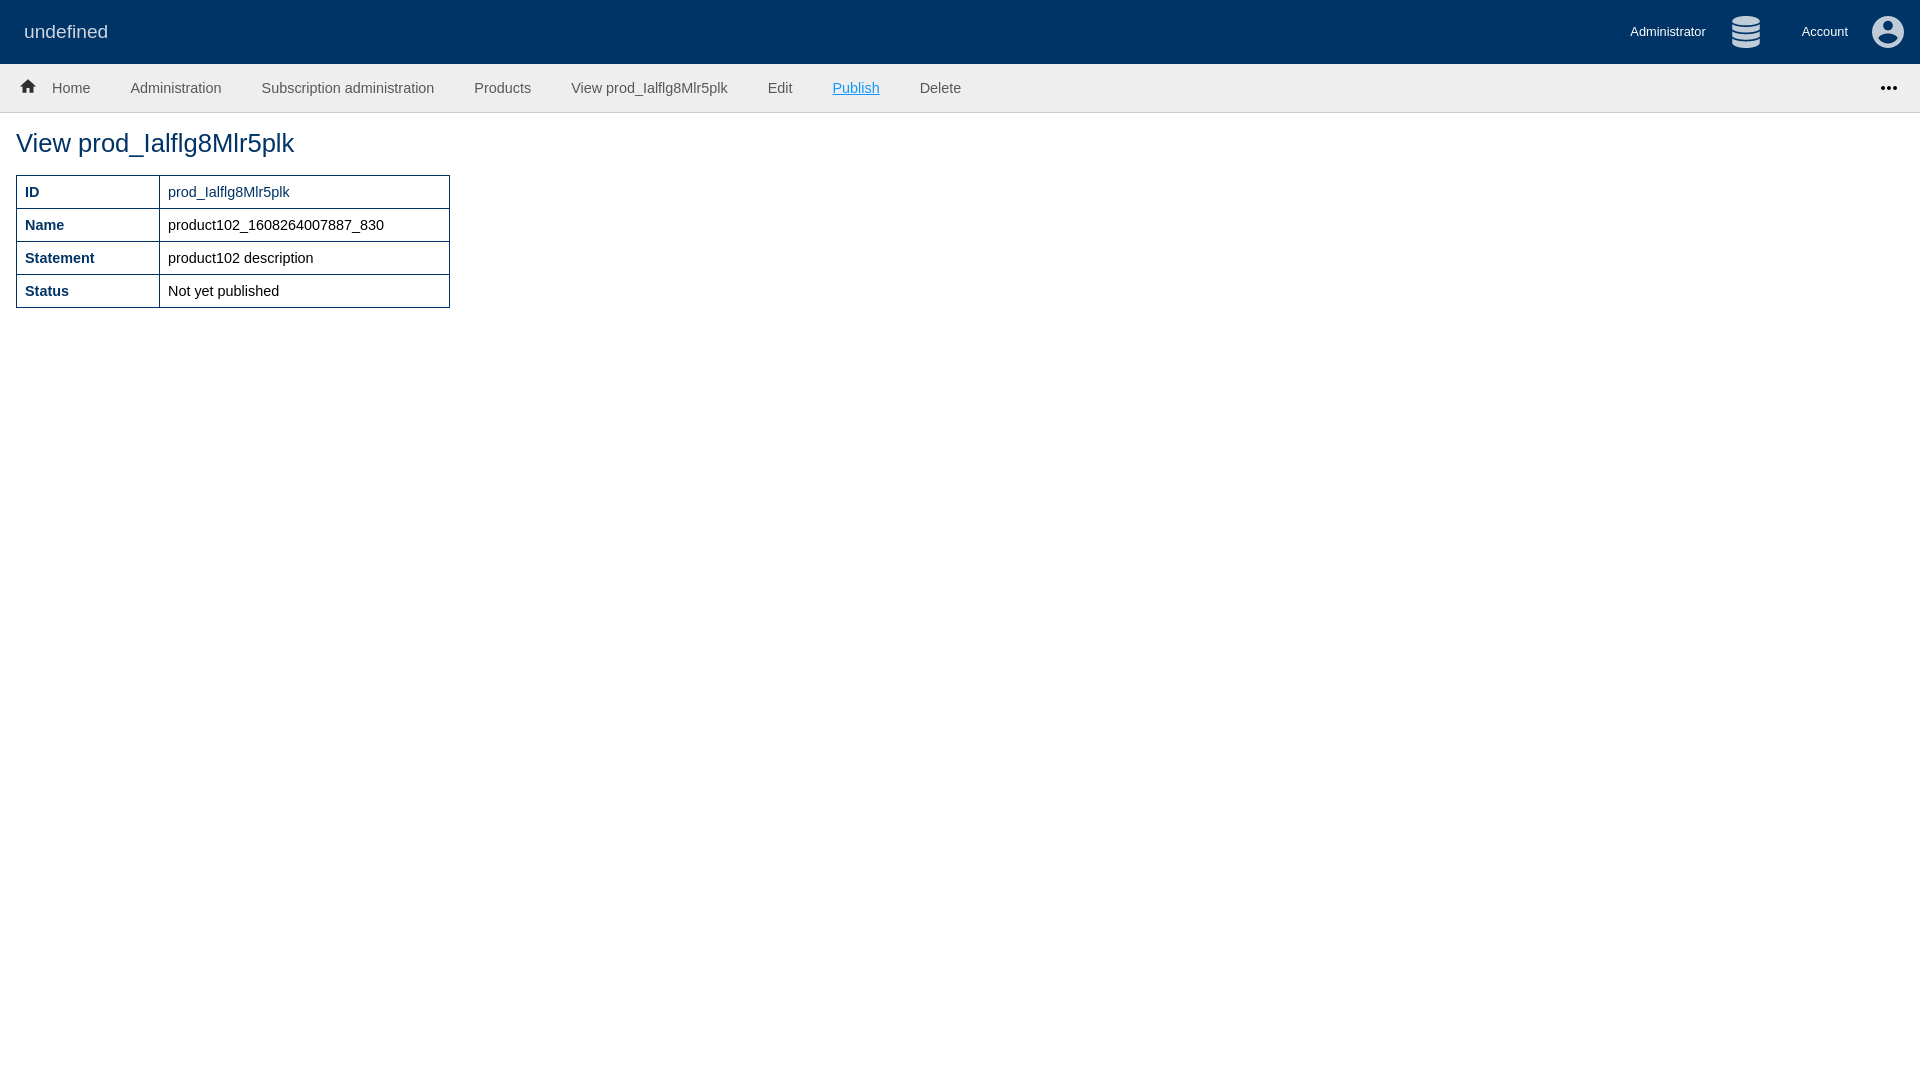 undefined
Administrator
Account
Home
Administration
Subscription administration
Products
View prod_Ialflg8Mlr5plk
Edit
Publish
Delete
View prod_Ialflg8Mlr5plk
ID prod_Ialflg8Mlr5plk
Name product102_1608264007887_830
Statement product102 description
Status Not yet published